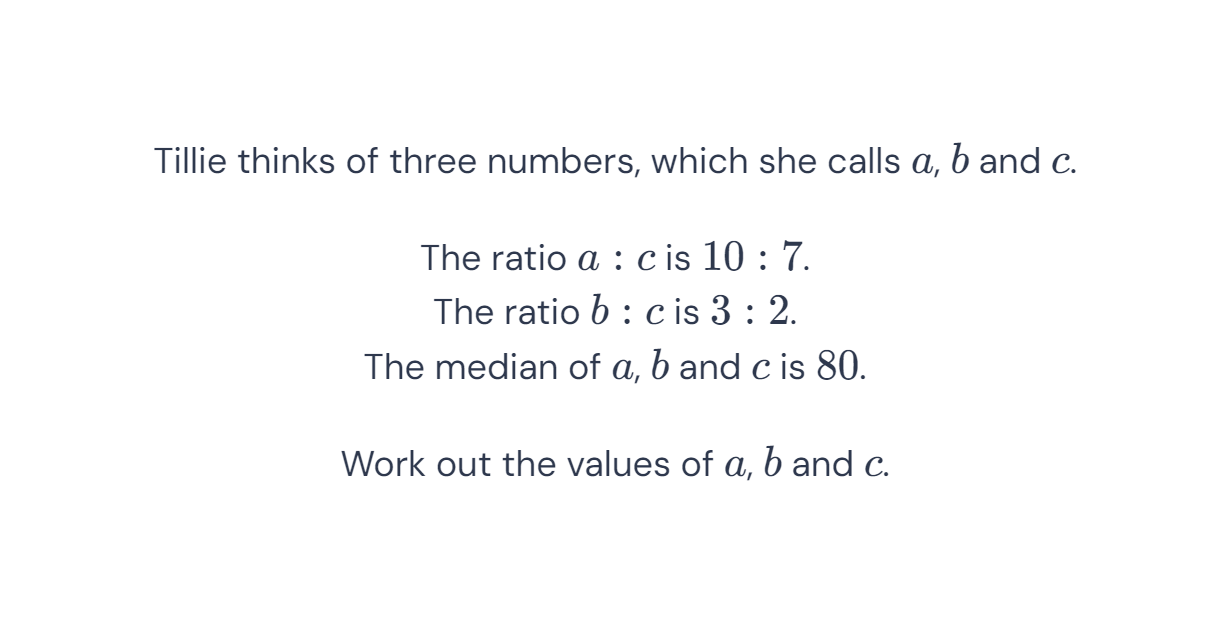 Tillie thinks of three numbers, which she calls a, b and c.
The ratio a : c is 10 : 7.
The ratio b : c is 3 : 2.
The median of a, b and c is 80.
Work out the values of a, b and c.